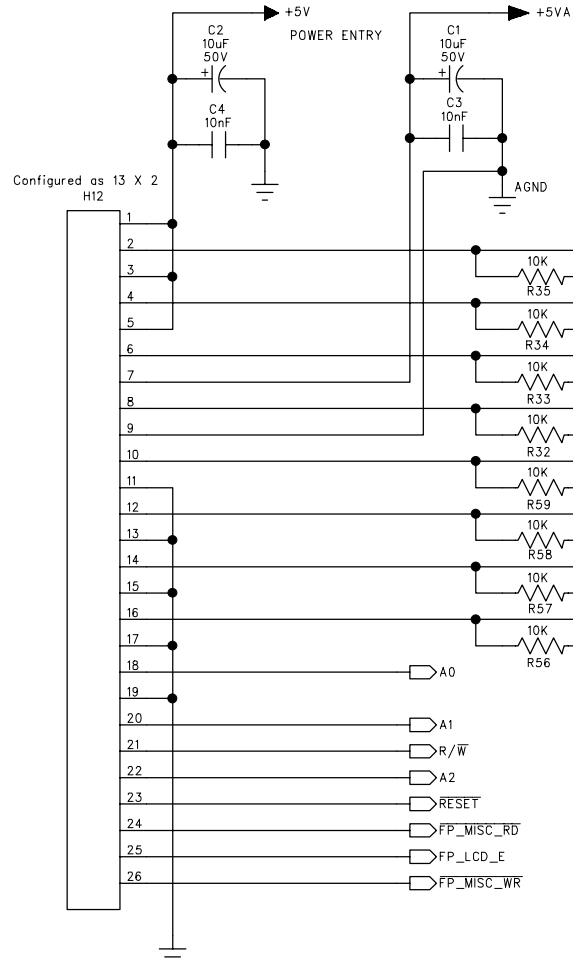 +5V
+5VA
POWER ENTRY
C2
10uF
50V
+
C1
10uF
50V
+
C4
10nF
C3
10nF
AGND
Configured as 13 X 2
H12
1
2
10K
R35
3
4
10K
R34
5
6
10K
R33
7
8
10K
R32
9
10
10K
R59
11
12
10K
R58
13
14
10K
R57
15
16
10K
R56
17
18
A0
19
20
A1
21
R/W̅
22
A2
23
R̅E̅S̅E̅T̅
24
F̅P̅_̅M̅I̅S̅C̅_̅R̅D̅
25
FP_LCD_E
26
F̅P̅_̅M̅I̅S̅C̅_̅W̅R̅